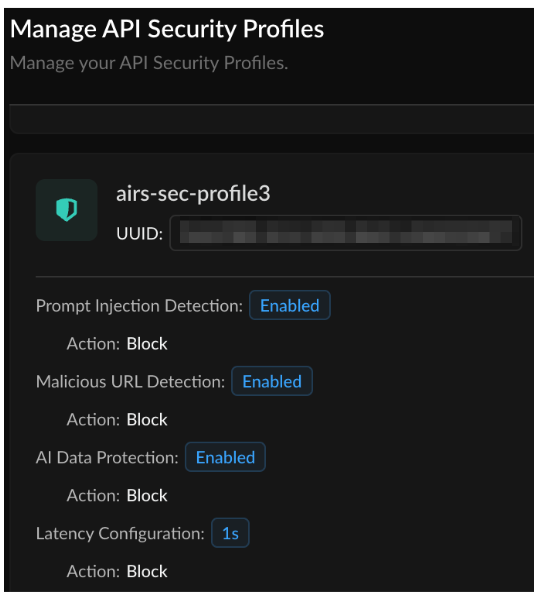 Manage API Security Profiles
Manage your API Security Profiles.
airs-sec-profile3
UUID:
Prompt Injection Detection: Enabled
Action: Block
Malicious URL Detection: Enabled
Action: Block
AI Data Protection: Enabled
Action: Block
Latency Configuration: 1s
Action: Block